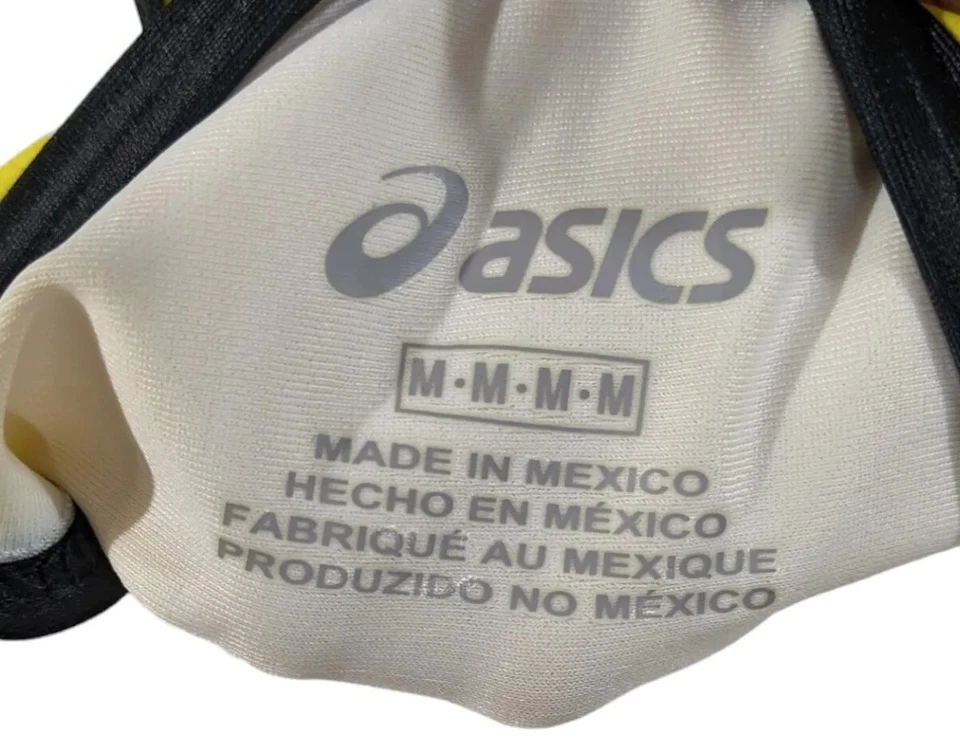 asics
M·M·M·M
MADE IN MEXICO
HECHO EN MÉXICO
FABRIQUÉ AU MEXIQUE
PRODUZIDO NO MÉXICO